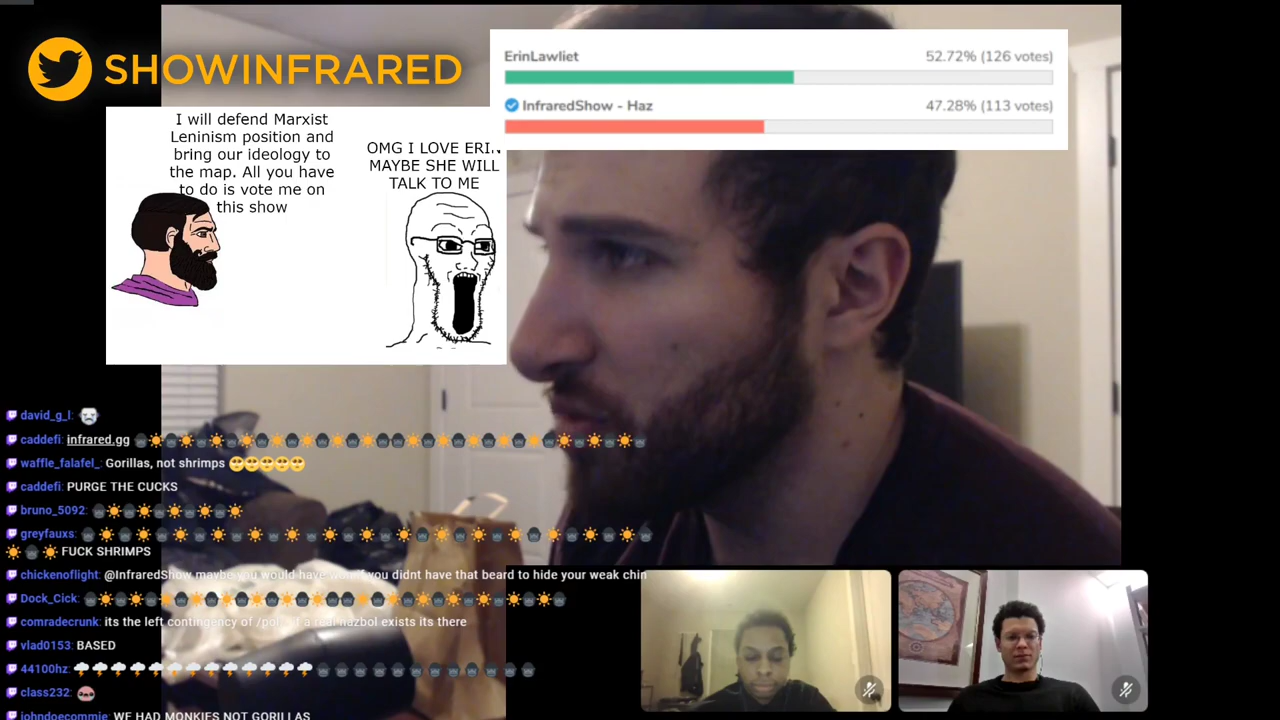 SHOWINFRARED
ErinLawliet
52.72% (126 votes)
InfraredShow - Haz
47.28% (113 votes)
I will defend Marxist
Leninism position and
bring our ideology to
the map. All you have
to do is vote me on
this show
OMG I LOVE ERIN
MAYBE SHE WILL
TALK TO ME
david_g_l:
caddefi: infrared.gg
waffle_falafel_: Gorillas, not shrimps
caddefi: PURGE THE CUCKS
bruno_5092:
greyfauxs:
FUCK SHRIMPS
chickenoflight: @InfraredShow maybe you would have won if you didnt have that beard to hide your weak chin
Dock_Cick:
comradecrunk: its the left contingency of /pol/ if a real nazbol exists its there
vlad0153: BASED
44100hz:
class232:
johndoecommie: WE HAD MONKIES NOT GORILLAS